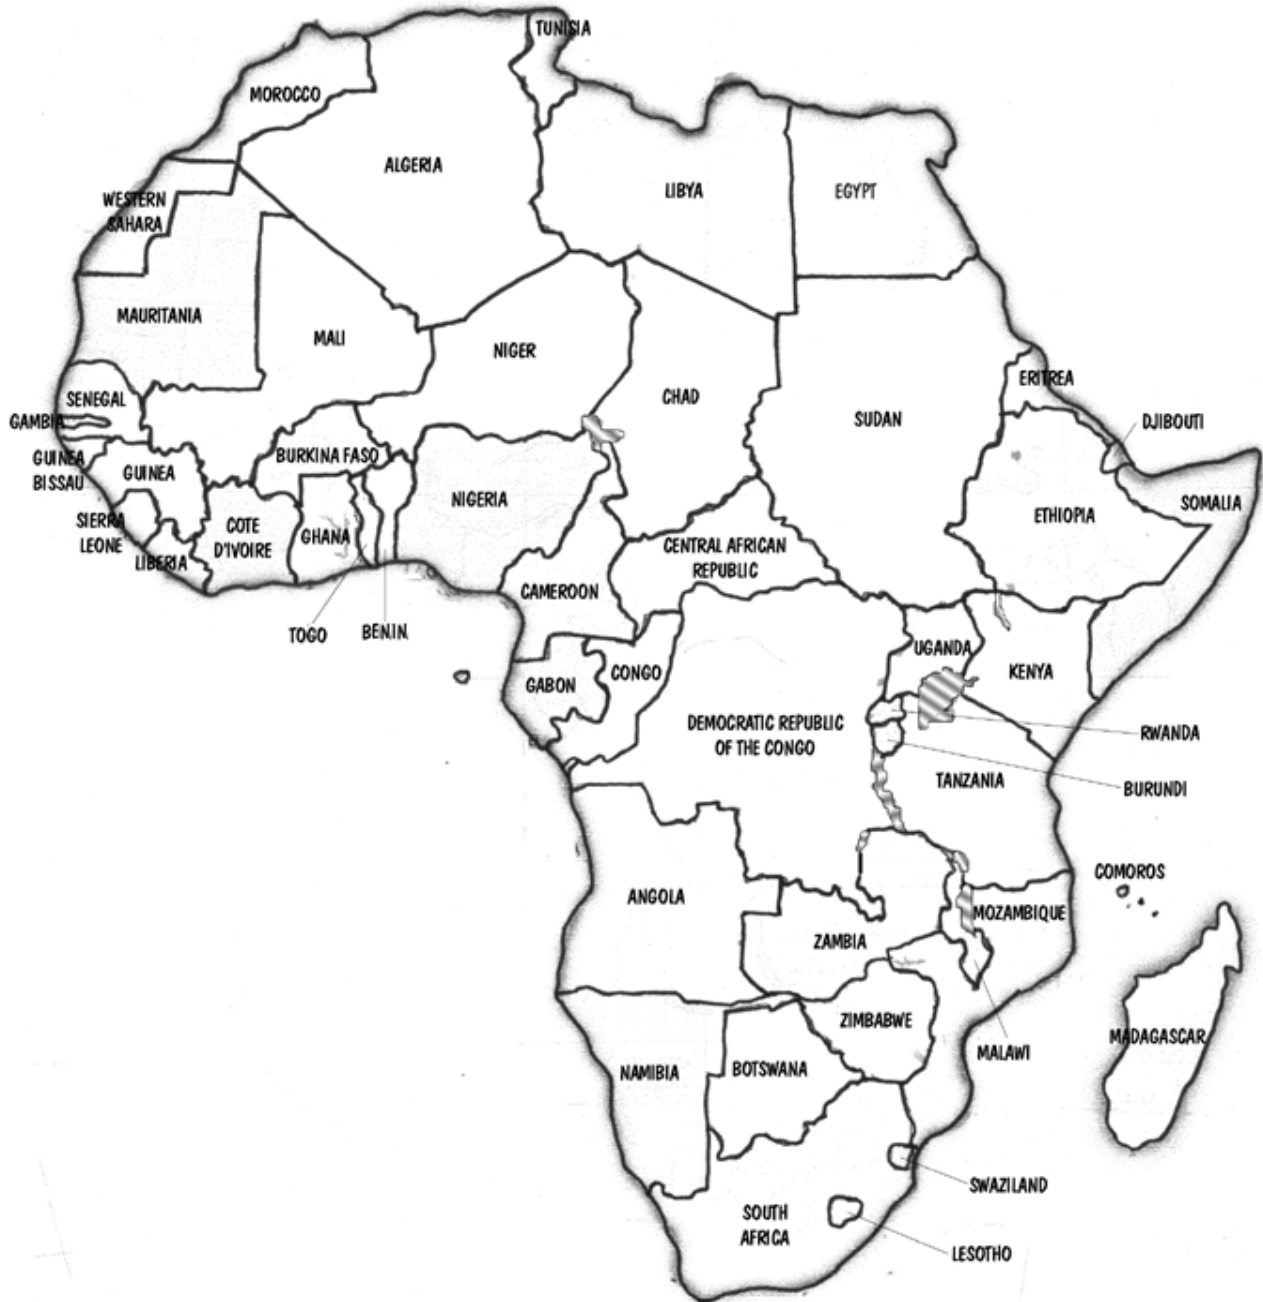 TUNISIA
MOROCCO
ALGERIA
LIBYA
EGYPT
WESTERN
SAHARA
MAURITANIA
MALI
NIGER
CHAD
SUDAN
ERITREA
SENEGAL
GAMBIA
DJIBOUTI
GUINEA
BISSAU
GUINEA
BURKINA FASO
NIGERIA
SOMALIA
ETHIOPIA
SIERRA
LEONE
COTE
D'IVOIRE
GHANA
LIBERIA
CENTRAL AFRICAN
REPUBLIC
CAMEROON
TOGO
BENIN
UGANDA
KENYA
GABON
CONGO
DEMOCRATIC REPUBLIC
OF THE CONGO
RWANDA
TANZANIA
BURUNDI
COMOROS
ANGOLA
MOZAMBIQUE
ZAMBIA
ZIMBABWE
MADAGASCAR
MALAWI
NAMIBIA
BOTSWANA
SWAZILAND
SOUTH
AFRICA
LESOTHO